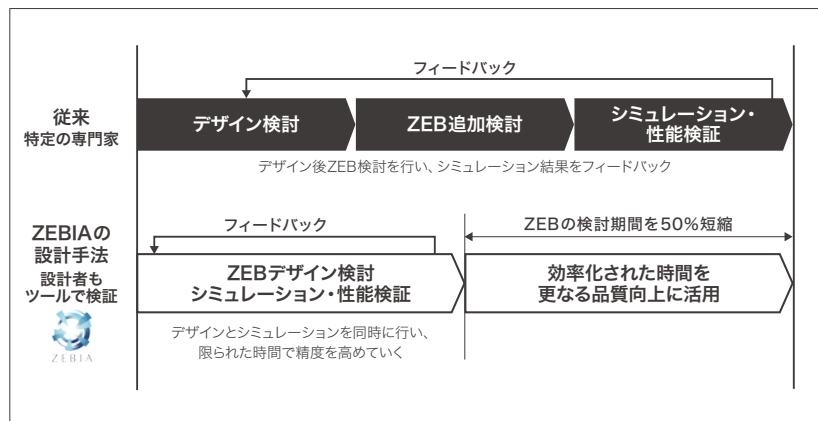 フィードバック
従来
特定の専門家
デザイン検討
ZEB追加検討
シミュレーション・
性能検証
デザイン後ZEB検討を行い、シミュレーション結果をフィードバック
ZEBIAの
設計手法
設計者も
ツールで検証
ZEBIA
フィードバック
ZEBの検討期間を50%短縮
ZEBデザイン検討
シミュレーション・性能検証
効率化された時間を
更なる品質向上に活用
デザインとシミュレーションを同時に行い、
限られた時間で精度を高めていく